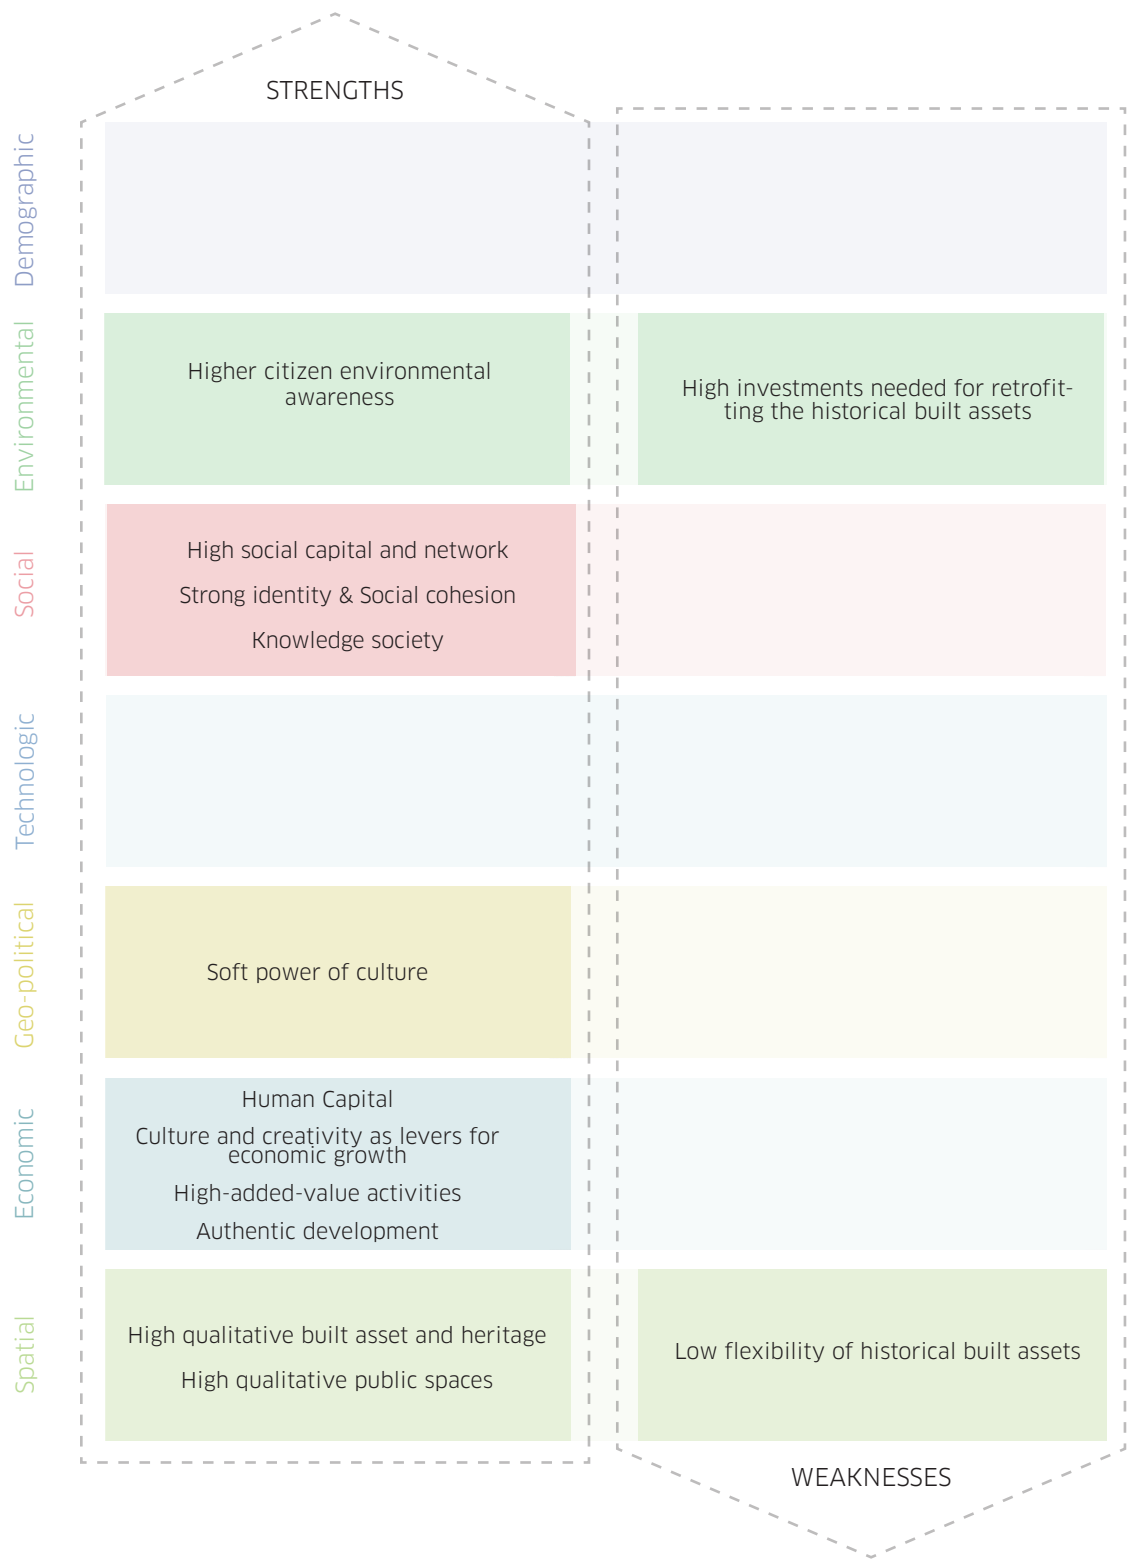 STRENGTHS
Demographic
Environmental
Higher citizen environmental
awareness
High investments needed for retrofit-
ting the historical built assets
Social
High social capital and network
Strong identity & Social cohesion
Knowledge society
Technologic
Geo-political
Soft power of culture
Economic
Human Capital
Culture and creativity as levers for
economic growth
High-added-value activities
Authentic development
Spatial
High qualitative built asset and heritage
High qualitative public spaces
Low flexibility of historical built assets
WEAKNESSES